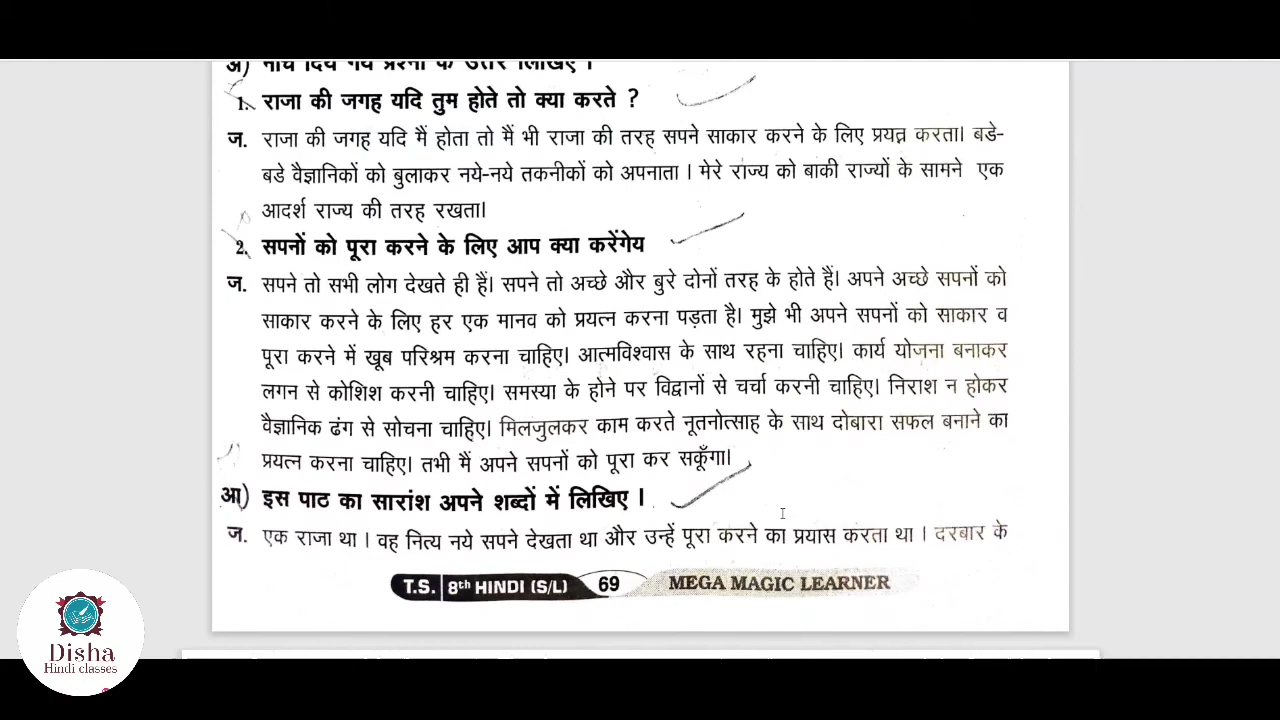 अ) नीचे दिये गये प्रश्नों के उत्तर लिखिए ।
1. राजा की जगह यदि तुम होते तो क्या करते ?
ज. राजा की जगह यदि मैं होता तो मैं भी राजा की तरह सपने साकार करने के लिए प्रयत्न करता। बडे-
बडे वैज्ञानिकों को बुलाकर नये-नये तकनीकों को अपनाता । मेरे राज्य को बाकी राज्यों के सामने एक
आदर्श राज्य की तरह रखता।
2. सपनों को पूरा करने के लिए आप क्या करेंगेय
ज. सपने तो सभी लोग देखते ही हैं। सपने तो अच्छे और बुरे दोनों तरह के होते हैं। अपने अच्छे सपनों को
साकार करने के लिए हर एक मानव को प्रयत्न करना पड़ता है। मुझे भी अपने सपनों को साकार व
पूरा करने में खूब परिश्रम करना चाहिए। आत्मविश्वास के साथ रहना चाहिए। कार्य योजना बनाकर
लगन से कोशिश करनी चाहिए। समस्या के होने पर विद्वानों से चर्चा करनी चाहिए। निराश न होकर
वैज्ञानिक ढंग से सोचना चाहिए। मिलजुलकर काम करते नूतनोत्साह के साथ दोबारा सफल बनाने का
प्रयत्न करना चाहिए। तभी मैं अपने सपनों को पूरा कर सकूँगा।
आ) इस पाठ का सारांश अपने शब्दों में लिखिए ।
ज. एक राजा था । वह नित्य नये सपने देखता था और उन्हें पूरा करने का प्रयास करता था । दरबार के
T.S. 8th HINDI (S/L) 69 MEGA MAGIC LEARNER
Disha
Hindi classes